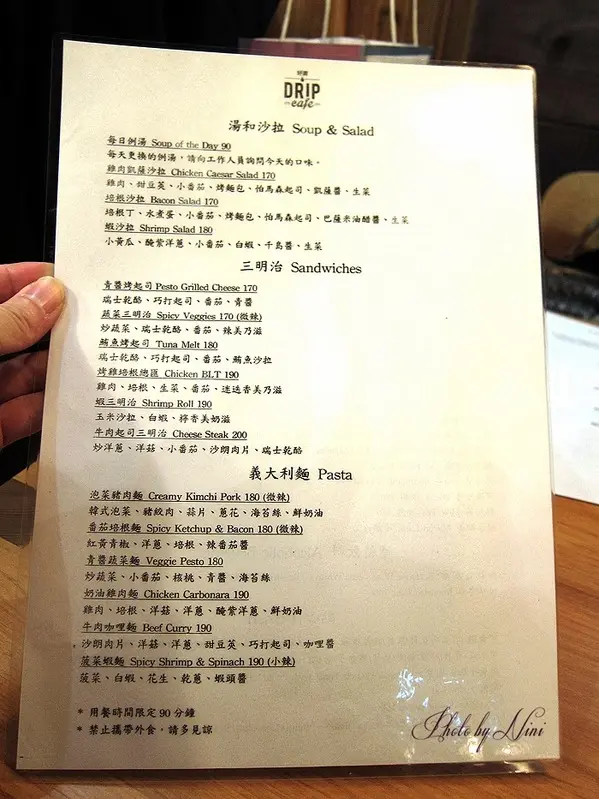 好滴
DRIP
cafe
湯和沙拉 Soup & Salad
每日例湯 Soup of the Day 90
每天更換的例湯，請向工作人員詢問今天的口味。
雞肉凱薩沙拉 Chicken Caesar Salad 170
雞肉、甜豆莢、小番茄、烤麵包、怕馬森起司、凱薩醬、生菜
培根沙拉 Bacon Salad 170
培根丁、水煮蛋、小番茄、烤麵包、怕馬森起司、巴薩米油醋醬、生菜
蝦沙拉 Shrimp Salad 180
小黃瓜、醃紫洋蔥、小番茄、白蝦、千島醬、生菜
三明治 Sandwiches
青醬烤起司 Pesto Grilled Cheese 170
瑞士乾酪、巧打起司、番茄、青醬
蔬菜三明治 Spicy Veggies 170 (微辣)
炒蔬菜、瑞士乾酪、番茄、辣美乃滋
鮪魚烤起司 Tuna Melt 180
瑞士乾酪、巧打起司、番茄、鮪魚沙拉
烤雞培根總匯 Chicken BLT 190
雞肉、培根、生菜、番茄、迷迭香美乃滋
蝦三明治 Shrimp Roll 190
玉米沙拉、白蝦、檸香美奶滋
牛肉起司三明治 Cheese Steak 200
炒洋蔥、洋菇、小番茄、沙朗肉片、瑞士乾酪
義大利麵 Pasta
泡菜豬肉麵 Creamy Kimchi Pork 180 (微辣)
韓式泡菜、豬絞肉、蒜片、蔥花、海苔絲、鮮奶油
番茄培根麵 Spicy Ketchup & Bacon 180 (微辣)
紅黃青椒、洋蔥、培根、辣番茄醬
青醬蔬菜麵 Veggie Pesto 180
炒蔬菜、小番茄、核桃、青醬、海苔絲
奶油雞肉麵 Chicken Carbonara 190
雞肉、培根、洋菇、洋蔥、醃紫洋蔥、鮮奶油
牛肉咖哩麵 Beef Curry 190
沙朗肉片、洋菇、洋蔥、甜豆莢、巧打起司、咖哩醬
菠菜蝦麵 Spicy Shrimp & Spinach 190 (小辣)
菠菜、白蝦、花生、乾蔥、蝦頭醬
* 用餐時間限定 90 分鐘
* 禁止攜帶外食，請多見諒
Photo by Nini